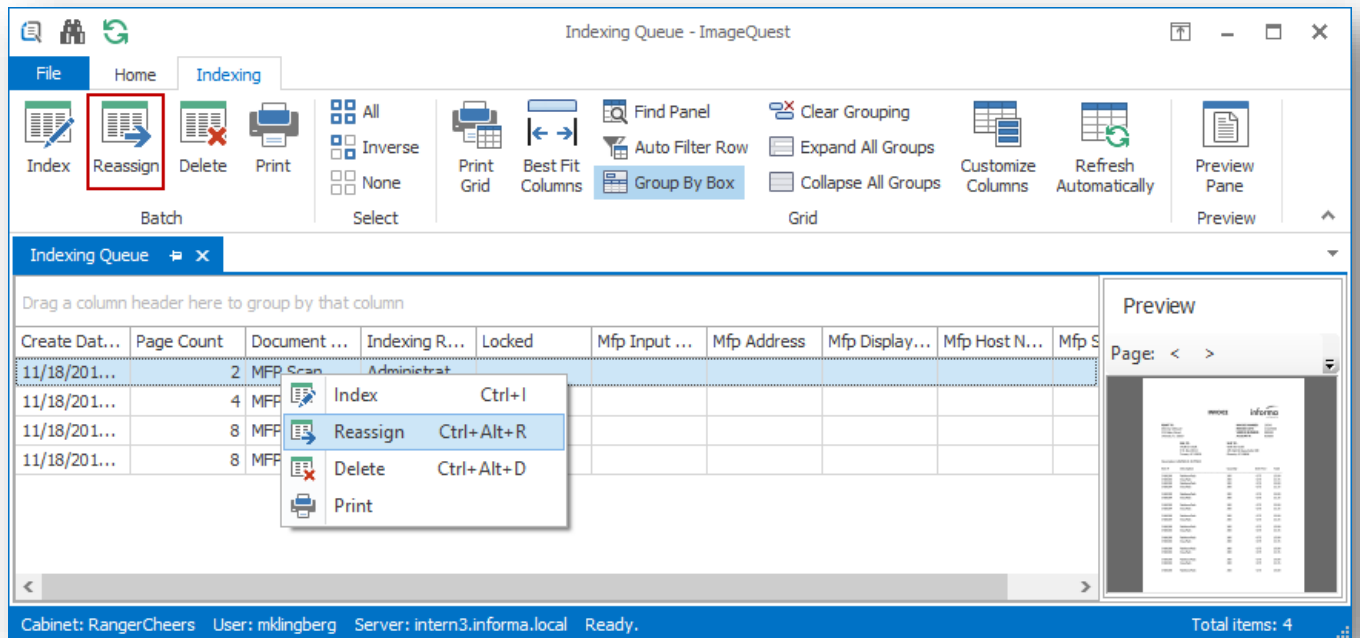 Indexing Queue - ImageQuest
File Home Indexing
Index Reassign Delete Print
All
Inverse
None
Print Grid
Best Fit Columns
Find Panel
Auto Filter Row
Group By Box
Clear Grouping
Expand All Groups
Collapse All Groups
Customize Columns
Refresh Automatically
Preview Pane
Batch Select Grid Preview
Indexing Queue
Drag a column header here to group by that column
Create Dat... Page Count Document ... Indexing R... Locked Mfp Input ... Mfp Address Mfp Display... Mfp Host N... Mfp S
11/18/201... 2 MFP Scan Administrat
11/18/201... 4 MFP
11/18/201... 8 MFP
11/18/201... 8 MFP
Index Ctrl+I
Reassign Ctrl+Alt+R
Delete Ctrl+Alt+D
Print
Preview
Page: < >
INVOICE informa
Cabinet: RangerCheers User: mklingberg Server: intern3.informa.local Ready. Total items: 4